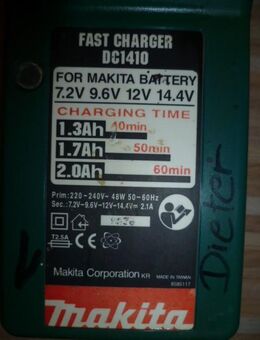 FAST CHARGER
DC1410
FOR MAKITA BATTERY
7.2V 9.6V 12V 14.4V
CHARGING TIME
1.3Ah 40min
1.7Ah 50min
2.0Ah 60min
Prim.:220-240V~48W 50-60Hz
Sec.:7.2V-9.6V-12V-14.4V⎓2.1A
T2.5A
Makita Corporation KR MADE IN TAIWAN
makita
Dieter